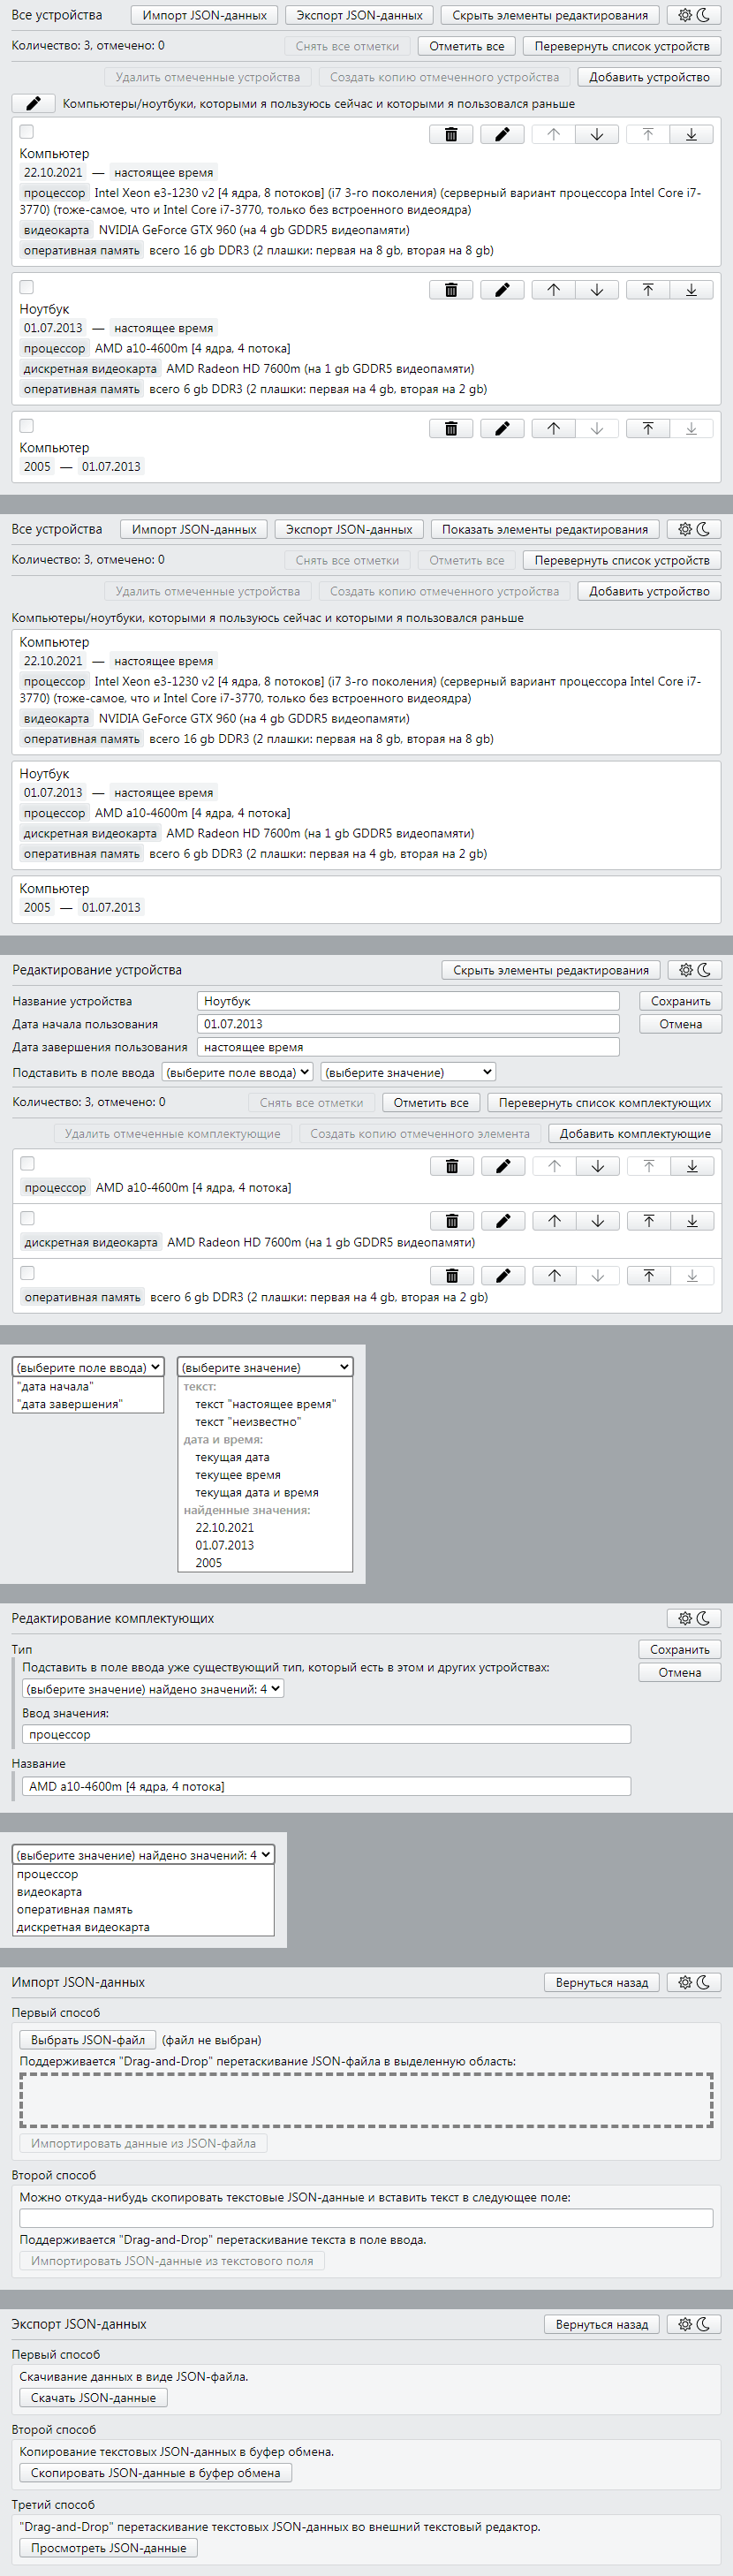 Все устройства Импорт JSON-данных Экспорт JSON-данных Скрыть элементы редактирования
Количество: 3, отмечено: 0 Снять все отметки Отметить все Перевернуть список устройств
Удалить отмеченные устройства Создать копию отмеченного устройства Добавить устройство
Компьютеры/ноутбуки, которыми я пользуюсь сейчас и которыми я пользовался раньше
Компьютер
22.10.2021 — настоящее время
процессор Intel Xeon e3-1230 v2 [4 ядра, 8 потоков] (i7 3-го поколения) (серверный вариант процессора Intel Core i7-
3770) (тоже-самое, что и Intel Core i7-3770, только без встроенного видеоядра)
видеокарта NVIDIA GeForce GTX 960 (на 4 gb GDDR5 видеопамяти)
оперативная память всего 16 gb DDR3 (2 плашки: первая на 8 gb, вторая на 8 gb)
Ноутбук
01.07.2013 — настоящее время
процессор AMD a10-4600m [4 ядра, 4 потока]
дискретная видеокарта AMD Radeon HD 7600m (на 1 gb GDDR5 видеопамяти)
оперативная память всего 6 gb DDR3 (2 плашки: первая на 4 gb, вторая на 2 gb)
Компьютер
2005 — 01.07.2013
Все устройства Импорт JSON-данных Экспорт JSON-данных Показать элементы редактирования
Количество: 3, отмечено: 0 Снять все отметки Отметить все Перевернуть список устройств
Удалить отмеченные устройства Создать копию отмеченного устройства Добавить устройство
Компьютеры/ноутбуки, которыми я пользуюсь сейчас и которыми я пользовался раньше
Компьютер
22.10.2021 — настоящее время
процессор Intel Xeon e3-1230 v2 [4 ядра, 8 потоков] (i7 3-го поколения) (серверный вариант процессора Intel Core i7-
3770) (тоже-самое, что и Intel Core i7-3770, только без встроенного видеоядра)
видеокарта NVIDIA GeForce GTX 960 (на 4 gb GDDR5 видеопамяти)
оперативная память всего 16 gb DDR3 (2 плашки: первая на 8 gb, вторая на 8 gb)
Ноутбук
01.07.2013 — настоящее время
процессор AMD a10-4600m [4 ядра, 4 потока]
дискретная видеокарта AMD Radeon HD 7600m (на 1 gb GDDR5 видеопамяти)
оперативная память всего 6 gb DDR3 (2 плашки: первая на 4 gb, вторая на 2 gb)
Компьютер
2005 — 01.07.2013
Редактирование устройства Скрыть элементы редактирования
Название устройства Ноутбук Сохранить
Дата начала пользования 01.07.2013 Отмена
Дата завершения пользования настоящее время
Подставить в поле ввода (выберите поле ввода) (выберите значение)
Количество: 3, отмечено: 0 Снять все отметки Отметить все Перевернуть список комплектующих
Удалить отмеченные комплектующие Создать копию отмеченного элемента Добавить комплектующие
процессор AMD a10-4600m [4 ядра, 4 потока]
дискретная видеокарта AMD Radeon HD 7600m (на 1 gb GDDR5 видеопамяти)
оперативная память всего 6 gb DDR3 (2 плашки: первая на 4 gb, вторая на 2 gb)
(выберите поле ввода) (выберите значение)
"дата начала" текст:
"дата завершения" текст "настоящее время"
текст "неизвестно"
дата и время:
текущая дата
текущее время
текущая дата и время
найденные значения:
22.10.2021
01.07.2013
2005
Редактирование комплектующих
Тип Сохранить
Подставить в поле ввода уже существующий тип, который есть в этом и других устройствах: Отмена
(выберите значение) найдено значений: 4
Ввод значения:
процессор
Название
AMD a10-4600m [4 ядра, 4 потока]
(выберите значение) найдено значений: 4
процессор
видеокарта
оперативная память
дискретная видеокарта
Импорт JSON-данных Вернуться назад
Первый способ
Выбрать JSON-файл (файл не выбран)
Поддерживается "Drag-and-Drop" перетаскивание JSON-файла в выделенную область:
Импортировать данные из JSON-файла
Второй способ
Можно откуда-нибудь скопировать текстовые JSON-данные и вставить текст в следующее поле:
Поддерживается "Drag-and-Drop" перетаскивание текста в поле ввода.
Импортировать JSON-данные из текстового поля
Экспорт JSON-данных Вернуться назад
Первый способ
Скачивание данных в виде JSON-файла.
Скачать JSON-данные
Второй способ
Копирование текстовых JSON-данных в буфер обмена.
Скопировать JSON-данные в буфер обмена
Третий способ
"Drag-and-Drop" перетаскивание текстовых JSON-данных во внешний текстовый редактор.
Просмотреть JSON-данные